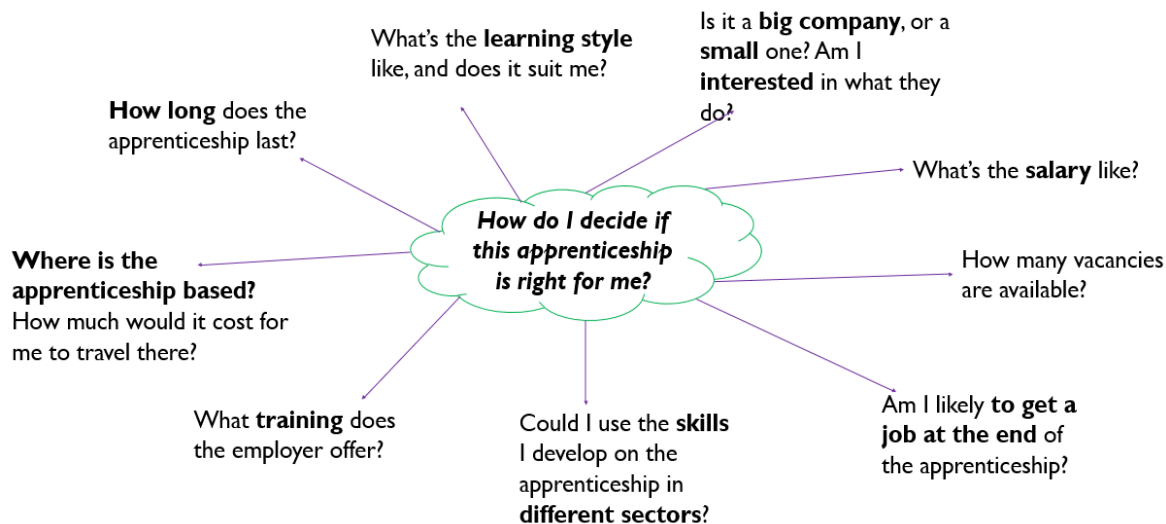 What's the learning style
like, and does it suit me?
Is it a big company, or a
small one? Am I
interested in what they
do?
How long does the
apprenticeship last?
What's the salary like?
How do I decide if
this apprenticeship
is right for me?
Where is the
apprenticeship based?
How much would it cost for
me to travel there?
How many vacancies
are available?
What training does
the employer offer?
Could I use the skills
I develop on the
apprenticeship in
different sectors?
Am I likely to get a
job at the end of
the apprenticeship?